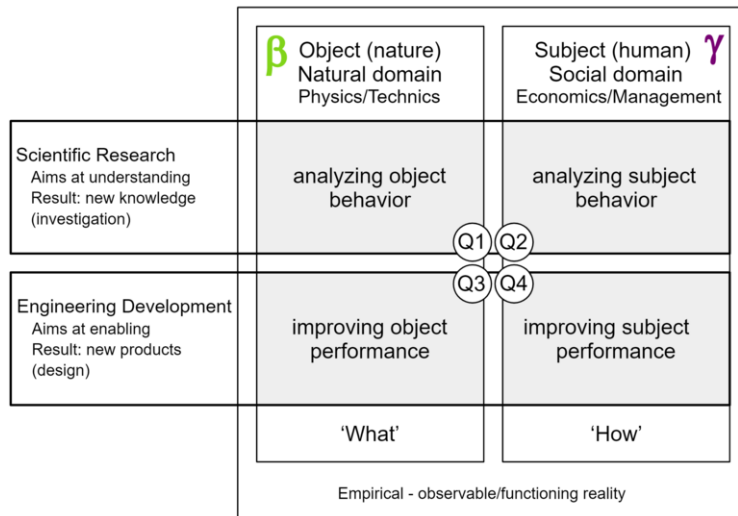 β
Object (nature)
Natural domain
Physics/Technics
Subject (human)
γ
Social domain
Economics/Management
Scientific Research
Aims at understanding
Result: new knowledge
(investigation)
analyzing object
behavior
analyzing subject
behavior
Q1
Q2
Q3
Q4
Engineering Development
Aims at enabling
Result: new products
(design)
improving object
performance
improving subject
performance
‘What’
‘How’
Empirical - observable/functioning reality